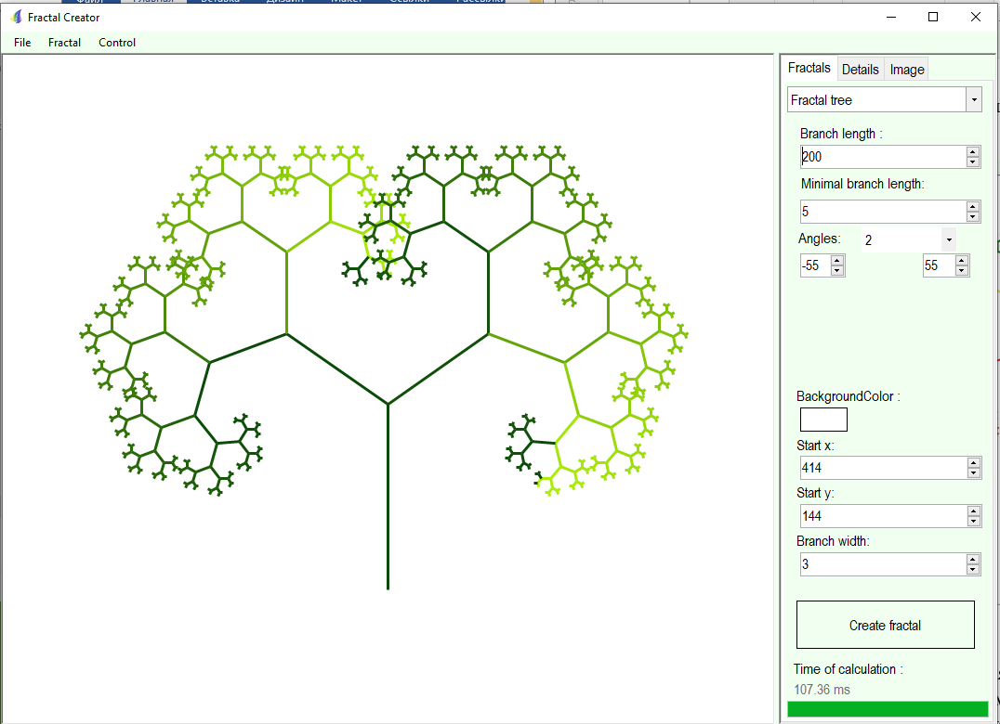 Fractal Creator
File Fractal Control
Fractals Details Image
Fractal tree
Branch length :
200
Minimal branch length:
5
Angles: 2
-55 55
BackgroundColor :
Start x:
414
Start y:
144
Branch width:
3
Create fractal
Time of calculation :
107.36 ms